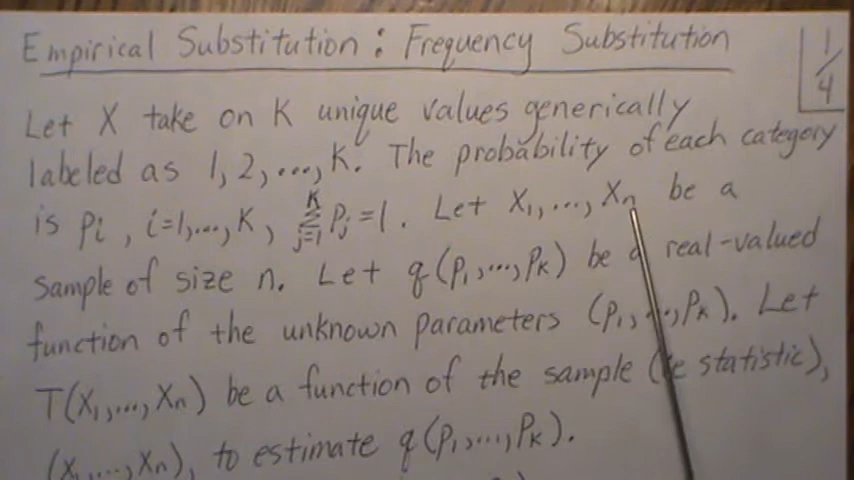 Empirical Substitution: Frequency Substitution
1/4
Let X take on K unique values generically
labeled as 1, 2, ..., K. The probability of each category
is pi, i=1,...,K, K Σ j=1 Pj=1. Let X1,...,Xn be a
sample of size n. Let q(p1,...,pK) be a real-valued
function of the unknown parameters (p1,...,pK). Let
T(X1,...,Xn) be a function of the sample (ie statistic),
(X1,...,Xn), to estimate q(p1,...,pK).